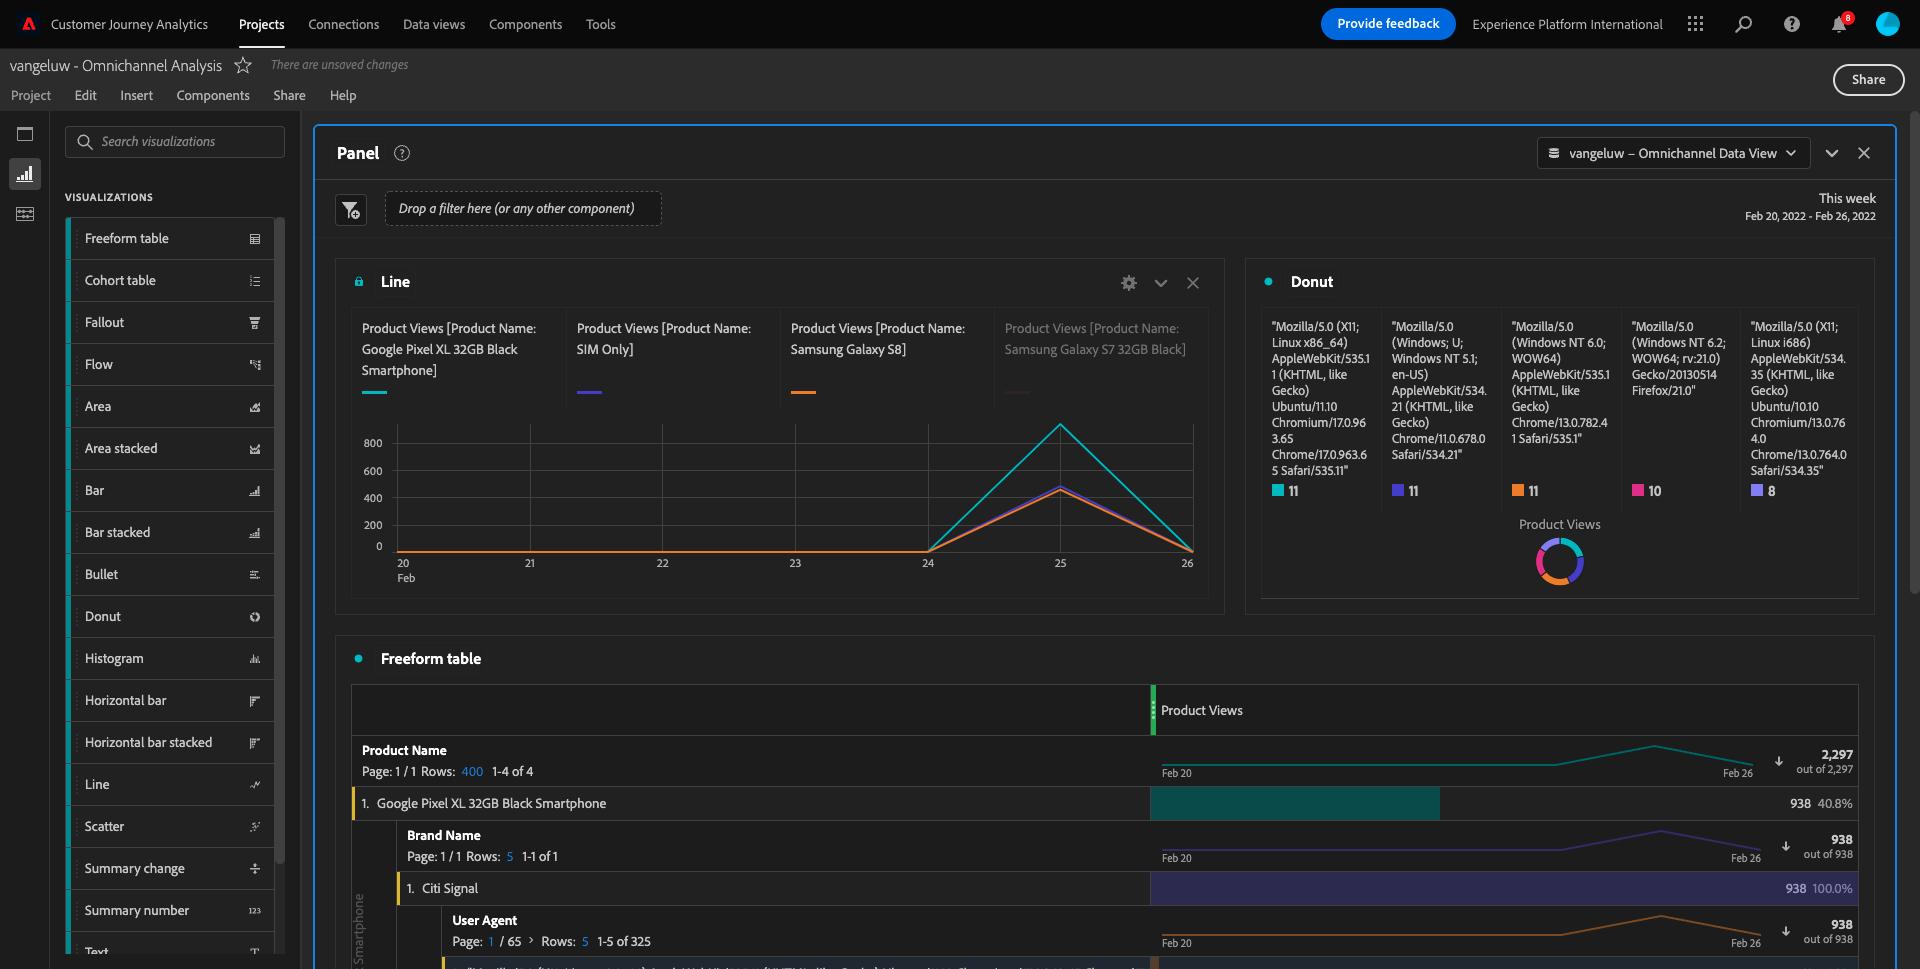 Customer Journey Analytics Projects Connections Data views Components Tools Provide feedback Experience Platform International 8
vangeluw - Omnichannel Analysis There are unsaved changes
Project Edit Insert Components Share Help
Share
Search visualizations
VISUALIZATIONS
Freeform table
Cohort table
Fallout
Flow
Area
Area stacked
Bar
Bar stacked
Bullet
Donut
Histogram
Horizontal bar
Horizontal bar stacked
Line
Scatter
Summary change
Summary number 123
Text
Panel
vangeluw – Omnichannel Data View
Drop a filter here (or any other component)
This week
Feb 20, 2022 - Feb 26, 2022
Line
Product Views [Product Name:
Google Pixel XL 32GB Black
Smartphone]
Product Views [Product Name:
SIM Only]
Product Views [Product Name:
Samsung Galaxy S8]
Product Views [Product Name:
Samsung Galaxy S7 32GB Black]
800
600
400
200
0
20 21 22 23 24 25 26
Feb
Donut
"Mozilla/5.0 (X11;
Linux x86_64)
AppleWebKit/535.1
1 (KHTML, like
Gecko)
Ubuntu/11.10
Chromium/17.0.96
3.65
Chrome/17.0.963.6
5 Safari/535.11"
11
"Mozilla/5.0
(Windows; U;
Windows NT 5.1;
en-US)
AppleWebKit/534.
21 (KHTML, like
Gecko)
Chrome/11.0.678.0
Safari/534.21"
11
"Mozilla/5.0
(Windows NT 6.0;
WOW64)
AppleWebKit/535.1
(KHTML, like
Gecko)
Chrome/13.0.782.4
1 Safari/535.1"
11
"Mozilla/5.0
(Windows NT 6.2;
WOW64; rv:21.0)
Gecko/20130514
Firefox/21.0"
10
"Mozilla/5.0 (X11;
Linux i686)
AppleWebKit/534.
35 (KHTML, like
Gecko)
Ubuntu/10.10
Chromium/13.0.76
4.0
Chrome/13.0.764.0
Safari/534.35"
8
Product Views
Freeform table
Product Views
Product Name
Page: 1 / 1 Rows: 400 1-4 of 4
Feb 20 Feb 26
2,297
out of 2,297
1. Google Pixel XL 32GB Black Smartphone 938 40.8%
Smartphone
Brand Name
Page: 1 / 1 Rows: 5 1-1 of 1
Feb 20 Feb 26
938
out of 938
1. Citi Signal 938 100.0%
User Agent
Page: 1 / 65 > Rows: 5 1-5 of 325
Feb 20 Feb 26
938
out of 938